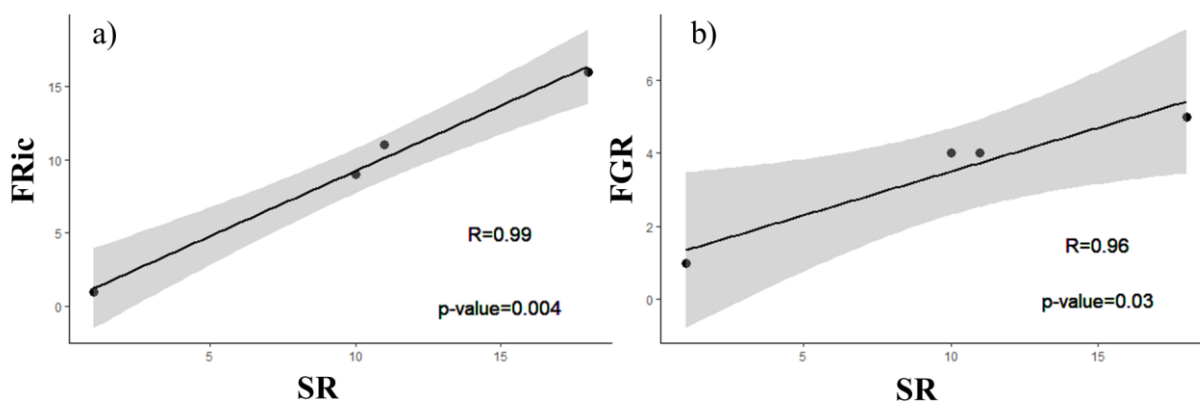 a)
FRic
15
10
5
0
R=0.99
p-value=0.004
5
10
15
SR
b)
FGR
6
4
2
0
R=0.96
p-value=0.03
5
10
15
SR